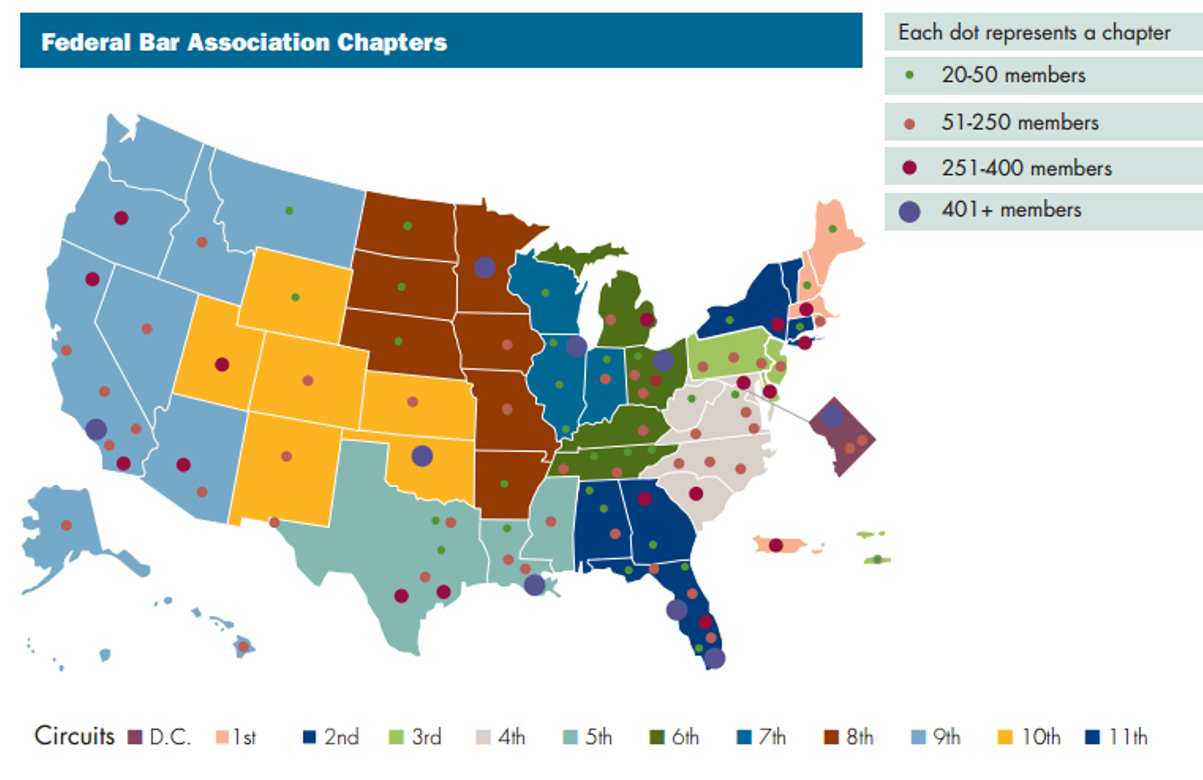 Federal Bar Association Chapters
Each dot represents a chapter
20-50 members
51-250 members
251-400 members
401+ members
Circuits D.C. 1st 2nd 3rd 4th 5th 6th 7th 8th 9th 10th 11th